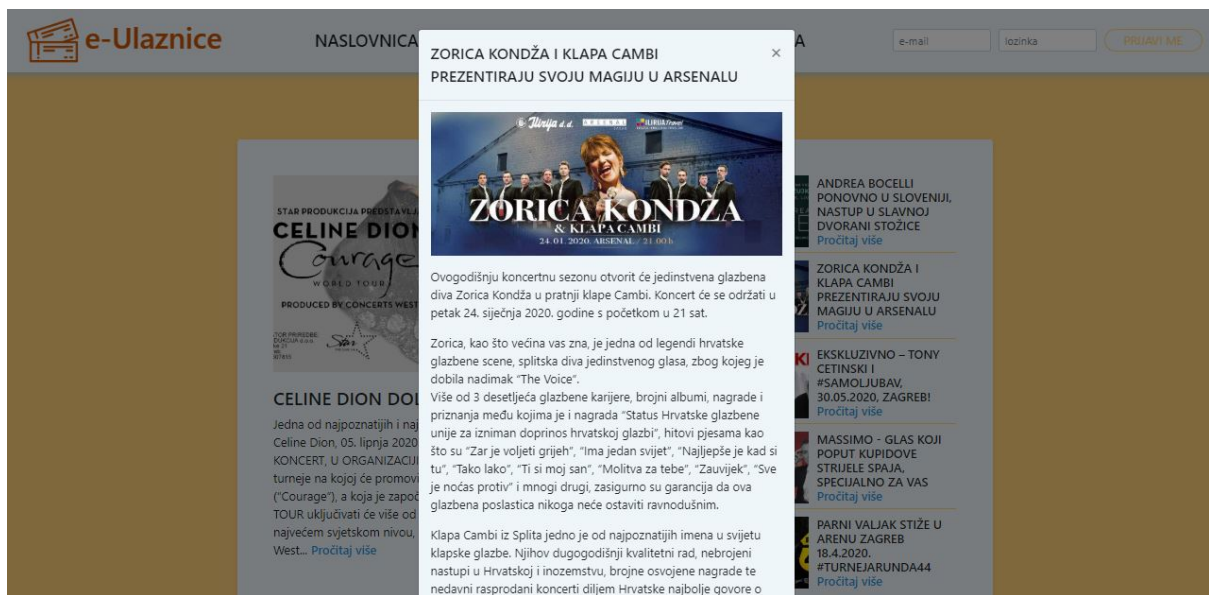 e-Ulaznice
NASLOVNICA
A
e-mail
lozinka
PRIJAVI ME
ZORICA KONDŽA I KLAPA CAMBI
PREZENTIRAJU SVOJU MAGIJU U ARSENALU
×
Ilirija d.d.
ARSENAL
ILIRIJATravel
ZORICA KONDŽA
& KLAPA CAMBI
24.01.2020. ARSENAL / 21.00 h
Ovogodišnju koncertnu sezonu otvorit će jedinstvena glazbena
diva Zorica Kondža u pratnji klape Cambi. Koncert će se održati u
petak 24. siječnja 2020. godine s početkom u 21 sat.
Zorica, kao što većina vas zna, je jedna od legendi hrvatske
glazbene scene, splitska diva jedinstvenog glasa, zbog kojeg je
dobila nadimak "The Voice".
Više od 3 desetljeća glazbene karijere, brojni albumi, nagrade i
priznanja među kojima je i nagrada "Status Hrvatske glazbene
unije za izniman doprinos hrvatskoj glazbi", hitovi pjesama kao
što su "Zar je voljeti grijeh", "Ima jedan svijet", "Najljepše je kad si
tu", "Tako lako", "Ti si moj san", "Molitva za tebe", "Zauvijek", "Sve
je noćas protiv" i mnogi drugi, zasigurno su garancija da ova
glazbena poslastica nikoga neće ostaviti ravnodušnim.
Klapa Cambi iz Splita jedno je od najpoznatijih imena u svijetu
klapske glazbe. Njihov dugogodišnji kvalitetni rad, nebrojeni
nastupi u Hrvatskoj i inozemstvu, brojne osvojene nagrade te
nedavni rasprodani koncerti diljem Hrvatske najbolje govore o
STAR PRODUKCIJA PREDSTAVLJA
CELINE DION
Courage
WORLD TOUR
PRODUCED BY CONCERTS WEST
Star
CELINE DION DOL
Jedna od najpoznatijih i naj
Celine Dion, 05. lipnja 2020
KONCERT, U ORGANIZACIJI
turneje na kojoj će promovi
("Courage"), a koja je započ
TOUR uključivati će više od
najvećem svjetskom nivou,
West... Pročitaj više
ANDREA BOCELLI
PONOVNO U SLOVENIJI,
NASTUP U SLAVNOJ
DVORANI STOŽICE
Pročitaj više
ZORICA KONDŽA I
KLAPA CAMBI
PREZENTIRAJU SVOJU
MAGIJU U ARSENALU
Pročitaj više
EKSKLUZIVNO – TONY
CETINSKI I
#SAMOLJUBAV,
30.05.2020, ZAGREB!
Pročitaj više
MASSIMO - GLAS KOJI
POPUT KUPIDOVE
STRIJELE SPAJA,
SPECIJALNO ZA VAS
Pročitaj više
PARNI VALJAK STIŽE U
ARENU ZAGREB
18.4.2020.
#TURNEJARUNDA44
Pročitaj više